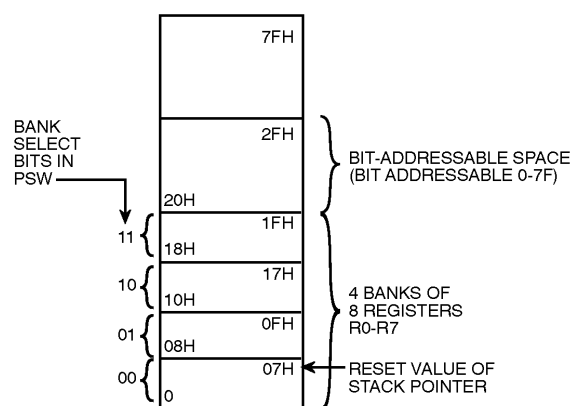 7FH
BANK
SELECT
BITS IN
PSW
2FH
BIT-ADDRESSABLE SPACE
(BIT ADDRESSABLE 0-7F)
20H
11
1FH
18H
10
17H
10H
4 BANKS OF
8 REGISTERS
R0-R7
01
0FH
08H
00
07H
0
RESET VALUE OF
STACK POINTER